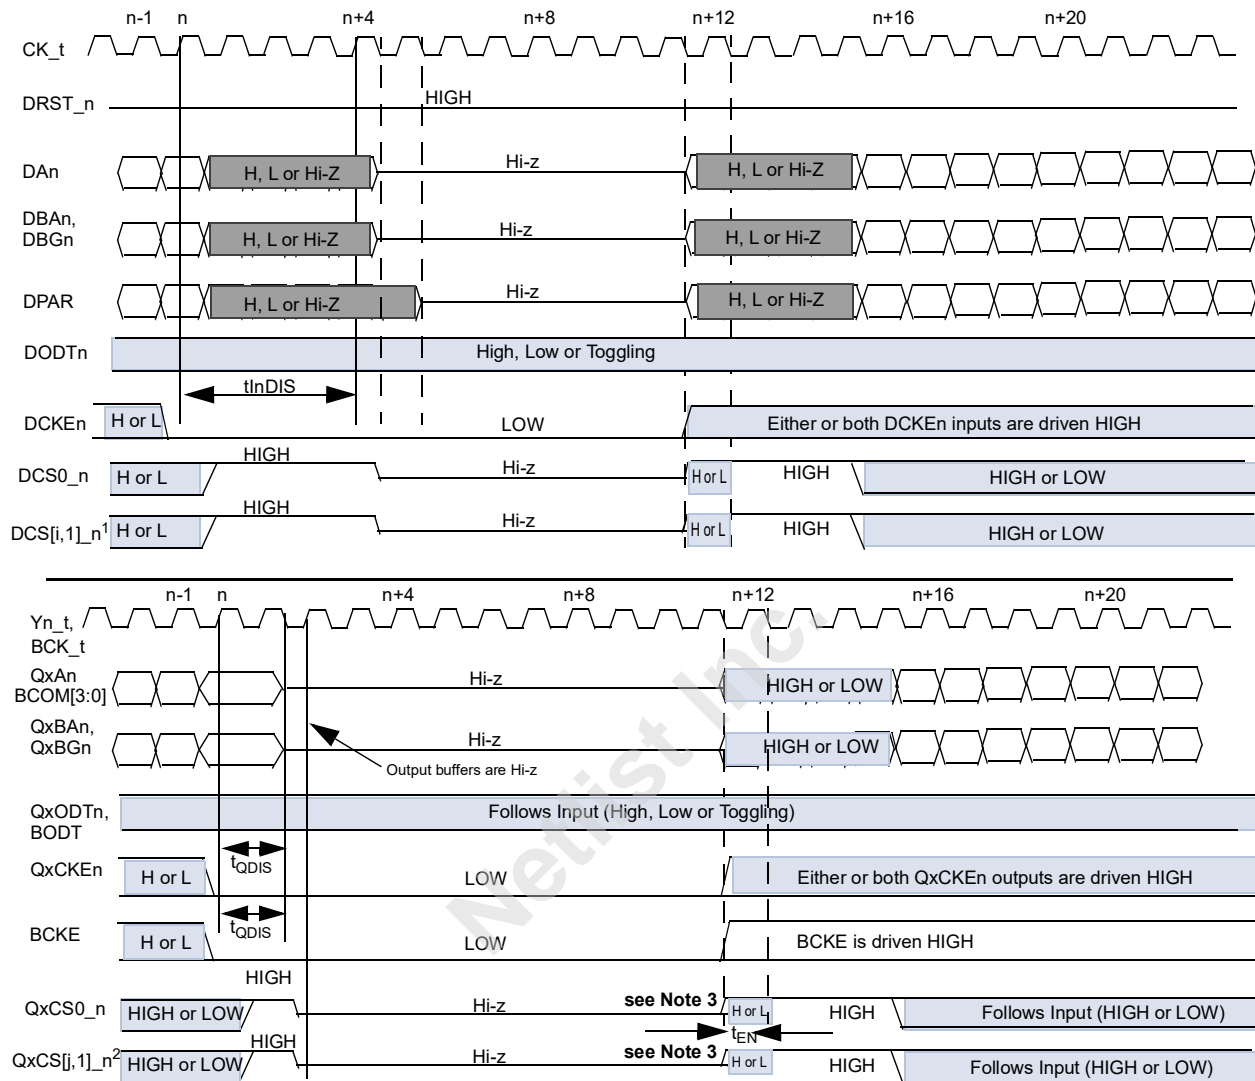 n-1 n n+4 n+8 n+12 n+16 n+20
CK_t
DRST_n HIGH
DAn H, L or Hi-Z Hi-z H, L or Hi-Z
DBAn,
DBGn H, L or Hi-Z Hi-z H, L or Hi-Z
DPAR H, L or Hi-Z Hi-z H, L or Hi-Z
DODTn High, Low or Toggling
tInDIS
DCKEn H or L LOW Either or both DCKEn inputs are driven HIGH
DCS0_n H or L HIGH Hi-z H or L HIGH HIGH or LOW
DCS[i,1]_n1 H or L HIGH Hi-z H or L HIGH HIGH or LOW
n-1 n n+4 n+8 n+12 n+16 n+20
Yn_t,
BCK_t
QxAn
BCOM[3:0] Hi-z HIGH or LOW
QxBAn,
QxBGn Hi-z HIGH or LOW
Output buffers are Hi-z
QxODTn,
BODT Follows Input (High, Low or Toggling)
tQDIS
QxCKEn H or L LOW Either or both QxCKEn outputs are driven HIGH
tQDIS
BCKE H or L LOW BCKE is driven HIGH
QxCS0_n HIGH or LOW HIGH Hi-z see Note 3 H or L HIGH Follows Input (HIGH or LOW)
tEN
QxCS[j,1]_n2 HIGH or LOW HIGH Hi-z see Note 3 H or L HIGH Follows Input (HIGH or LOW)
Netlist Inc.